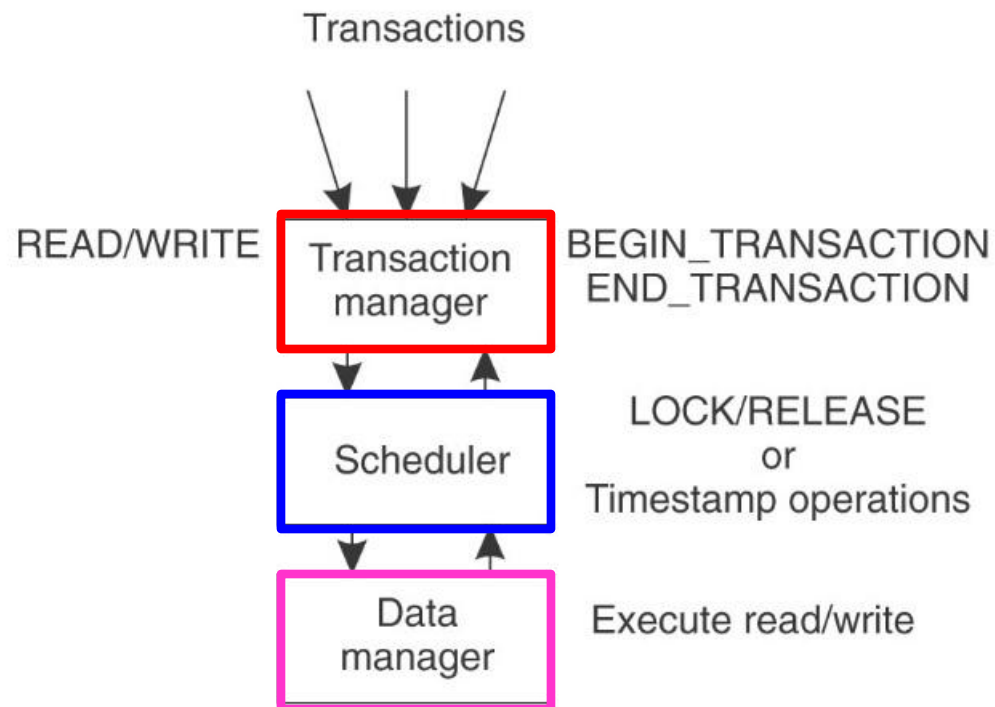 Transactions
READ/WRITE
Transaction
manager
BEGIN_TRANSACTION
END_TRANSACTION
Scheduler
LOCK/RELEASE
or
Timestamp operations
Data
manager
Execute read/write